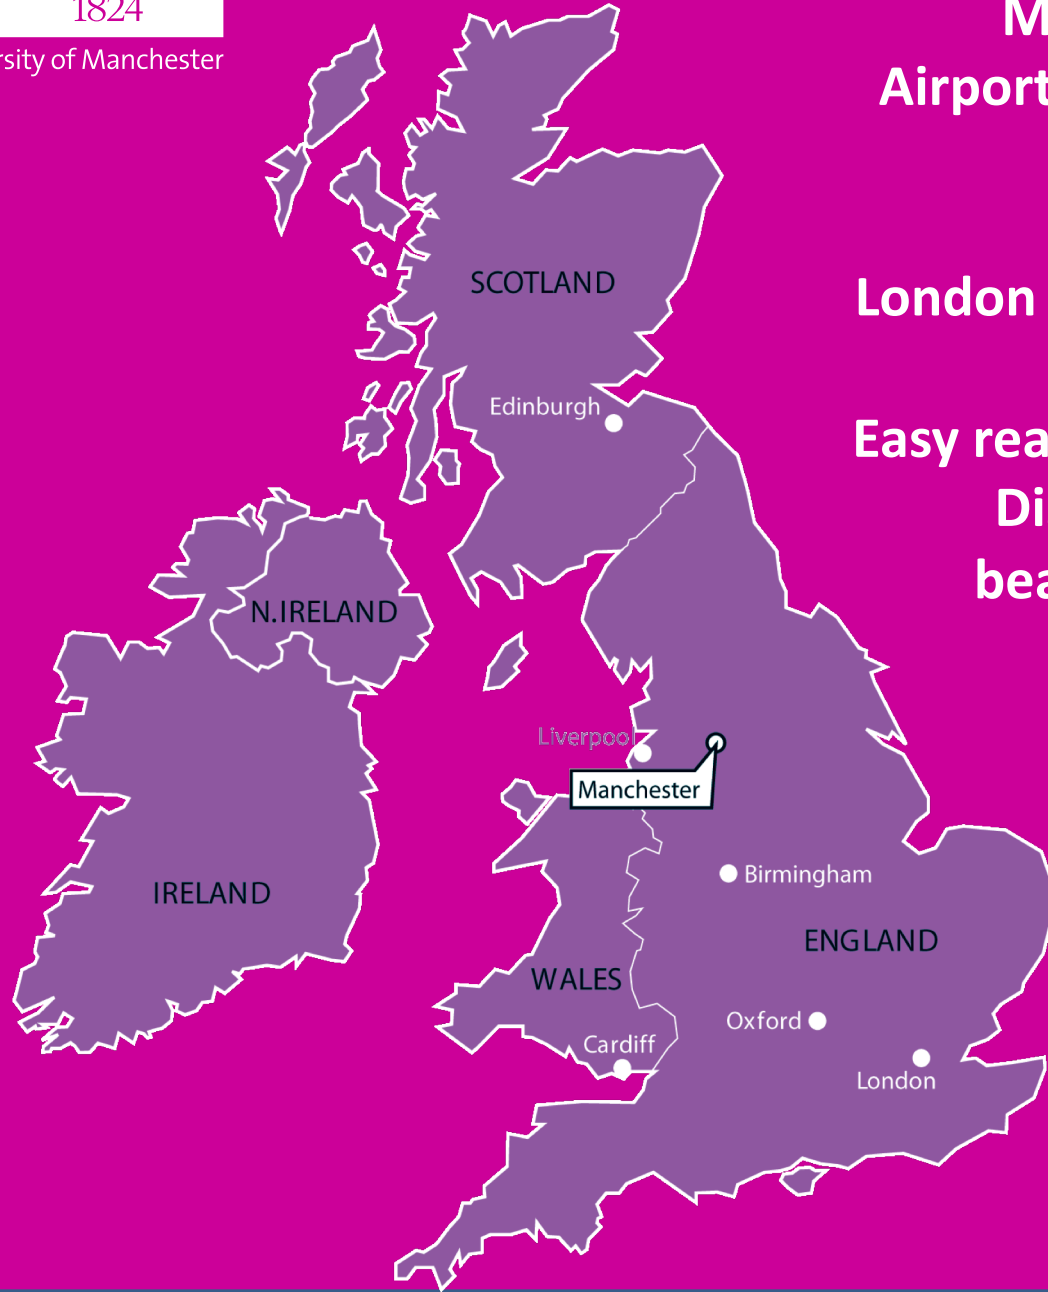 1824
rsity of Manchester
M
Airport
SCOTLAND
London
Edinburgh
Easy rea
Di
bea
N.IRELAND
Liverpool
Manchester
Birmingham
IRELAND
ENGLAND
WALES
Oxford
Cardiff
London